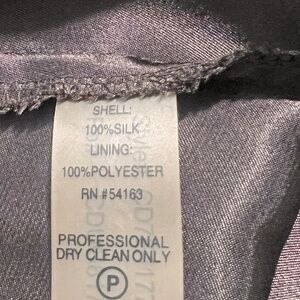 SHELL:
100%SILK
LINING:
100%POLYESTER
RN #54163
PROFESSIONAL
DRY CLEAN ONLY
P